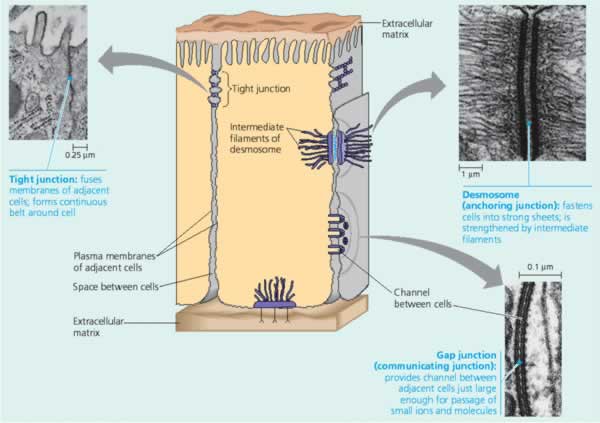 Extracellular
matrix
Tight junction
Intermediate
filaments of
desmosome
0.25 µm
1 µm
Tight junction: fuses
membranes of adjacent
cells; forms continuous
belt around cell
Desmosome
(anchoring junction): fastens
cells into strong sheets; is
strengthened by intermediate
filaments
Plasma membranes
of adjacent cells
Space between cells
Extracellular
matrix
0.1 µm
Channel
between cells
Gap junction
(communicating junction):
provides channel between
adjacent cells just large
enough for passage of
small ions and molecules